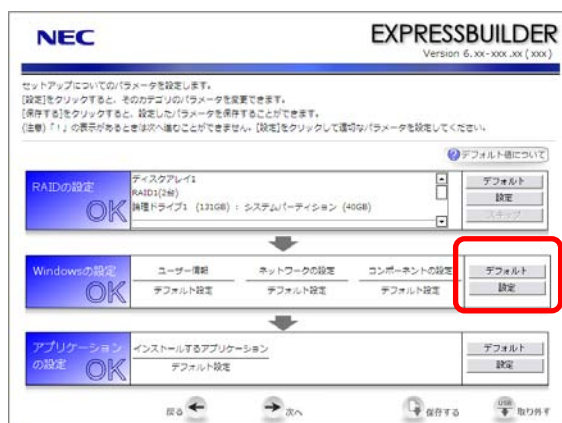 NEC
EXPRESSBUILDER
Version 6.xx-xxx.xx (xxx)
セットアップについてのパラメータを設定します。
[設定]をクリックすると、そのカテゴリのパラメータを変更できます。
[保存する]をクリックすると、設定したパラメータを保存することができます。
(注意)「!」の表示があるときは次へ進むことができません。[設定]をクリックして適切なパラメータを設定してください。
?デフォルト値について
RAIDの設定
OK
ディスクアレイ1
RAID1(2台)
論理ドライブ1 (131GB) : システムパーティション (40GB)
デフォルト
設定
スキップ
Windowsの設定
OK
ユーザー情報 ネットワークの設定 コンポーネントの設定
デフォルト設定 デフォルト設定 デフォルト設定
デフォルト
設定
アプリケーション
の設定 OK
インストールするアプリケーション
デフォルト設定
デフォルト
設定
戻る 次へ 保存する USB 取り外す